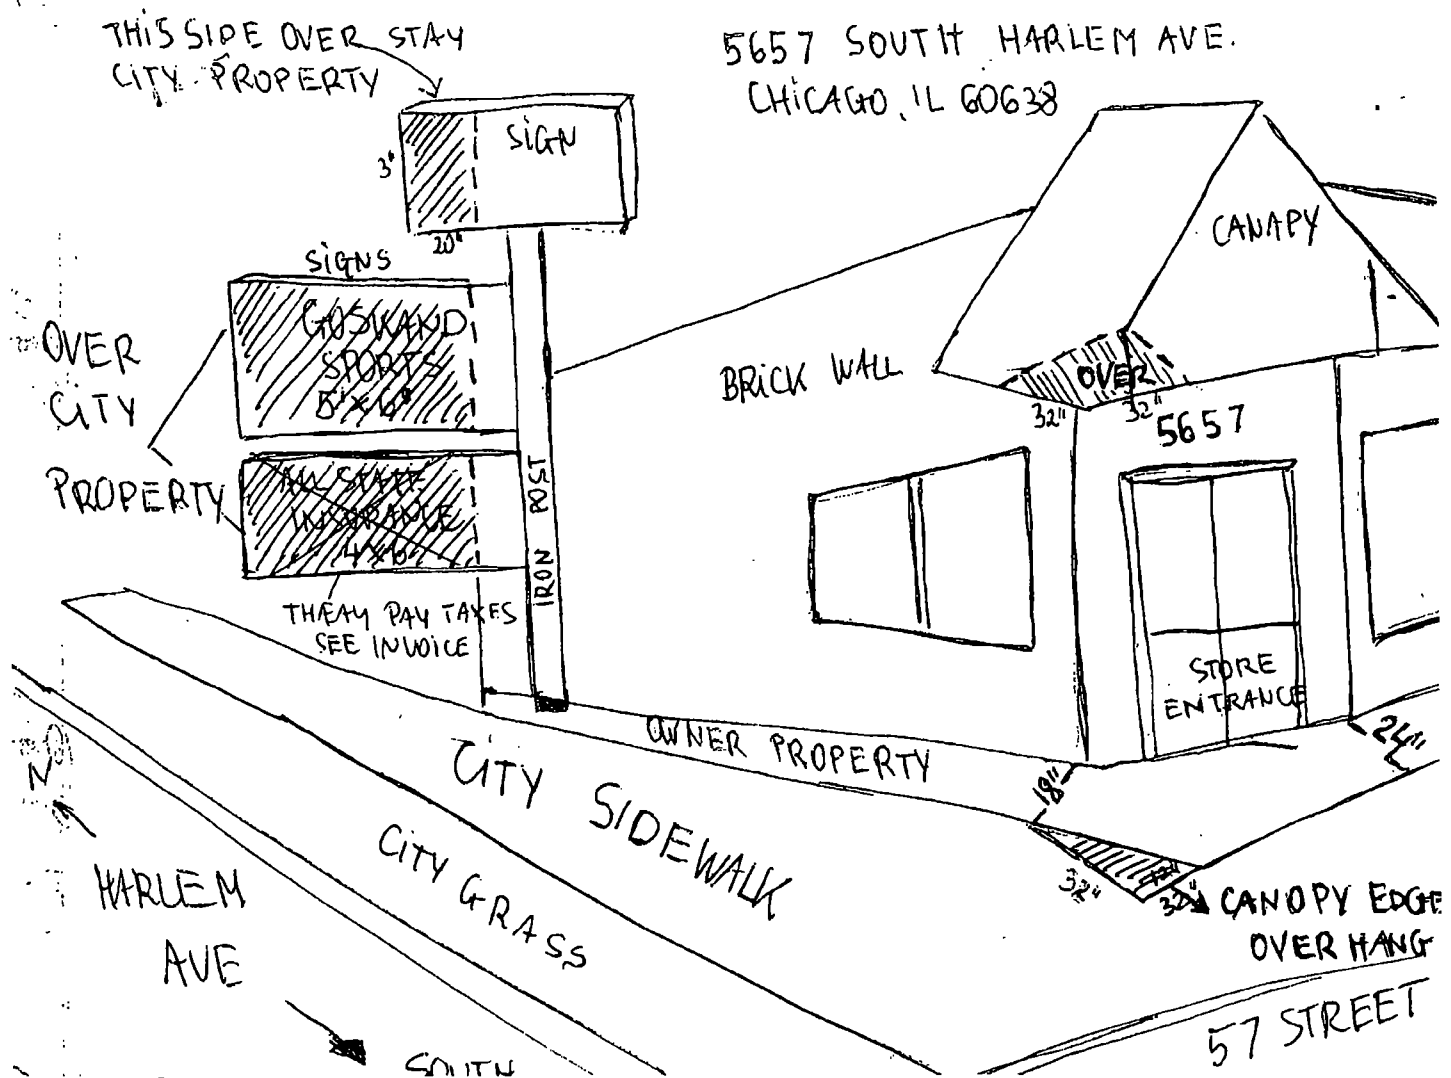 THIS SIDE OVER STAY
CITY PROPERTY
5657 SOUTH HARLEM AVE.
CHICAGO, IL 60638
SIGN
3"
20"
SIGNS
CANAPY
OVER
CITY
PROPERTY
SPORTS
5'x6'
BRICK WALL
OVER
32"
32"
5657
ALL STATE
INSURANCE
4x6
IRON POST
THEAY PAY TAXES
SEE INVOICE
STORE
ENTRANCE
OWNER PROPERTY
24"
18"
CITY SIDEWALK
CITY GRASS
N
HARLEM
AVE
32"
32"
CANOPY EDGE
OVER HANG
57 STREET
SOUTH